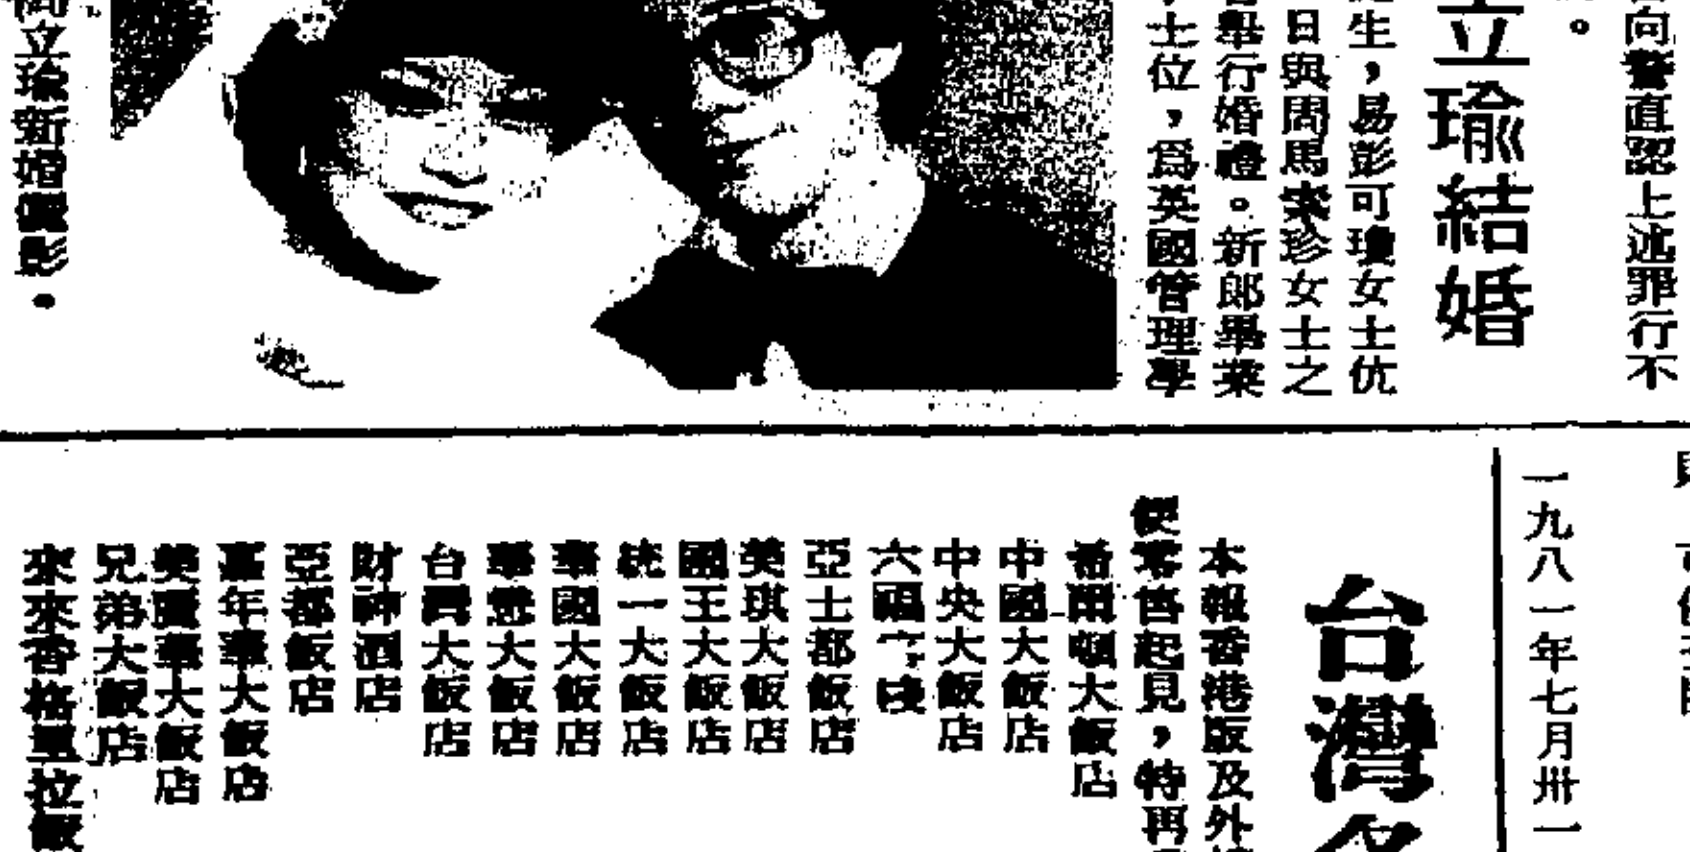 向警直認上述罪行不
。
立瑜結婚
生，易彭可瓊女士伉
日與周馬棠珍女士之
舉行婚禮。新郎畢業
士位，爲英國管理學
立瑜新婚儷影。
一九八一年七月卅一
台灣各
本報香港版及外
便零售起見，特再
希爾頓大飯店
中國大飯店
中央大飯店
六福
亞士都飯店
美琪大飯店
國王大飯店
統一大飯店
華國大飯店
華懋大飯店
台灣大飯店
財神酒店
亞都飯店
嘉年華大飯店
美麗華大飯店
兄弟大飯店
來來香格里拉飯